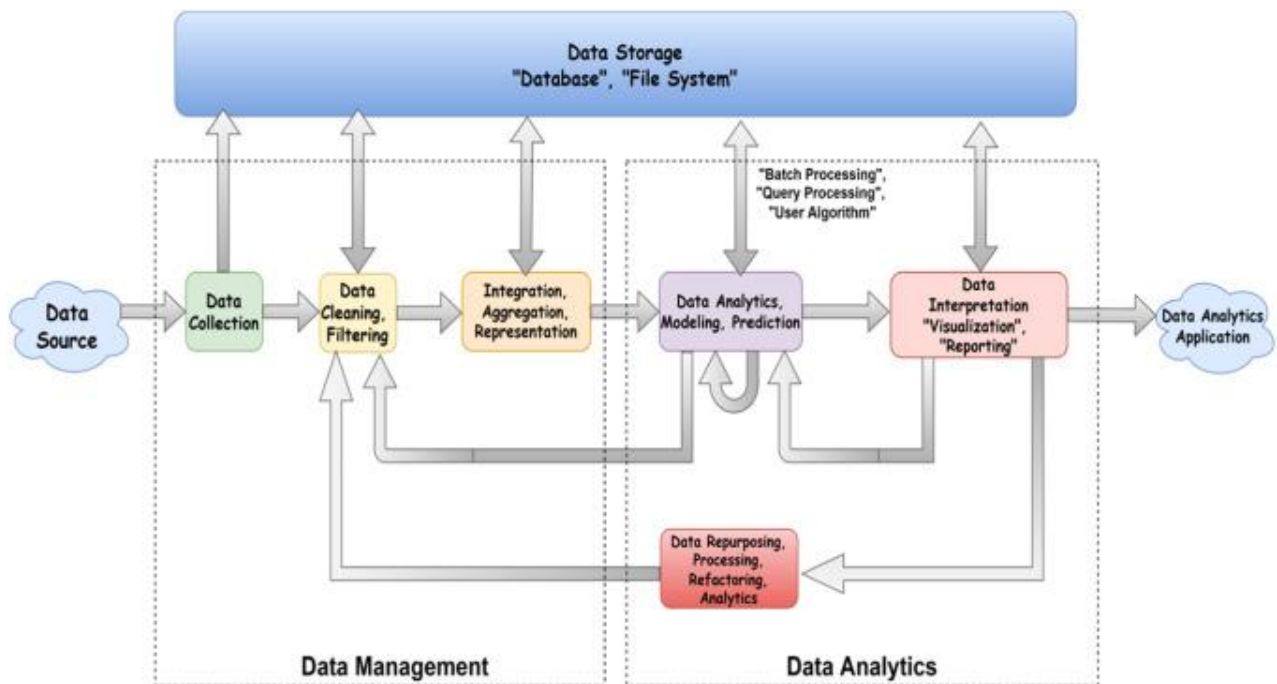 Data Storage
"Database", "File System"
"Batch Processing",
"Query Processing",
"User Algorithm"
Data
Source
Data
Collection
Data
Cleaning,
Filtering
Integration,
Aggregation,
Representation
Data Analytics,
Modeling, Prediction
Data
Interpretation
"Visualization",
"Reporting"
Data Analytics
Application
Data Repurposing,
Processing,
Refactoring,
Analytics
Data Management
Data Analytics